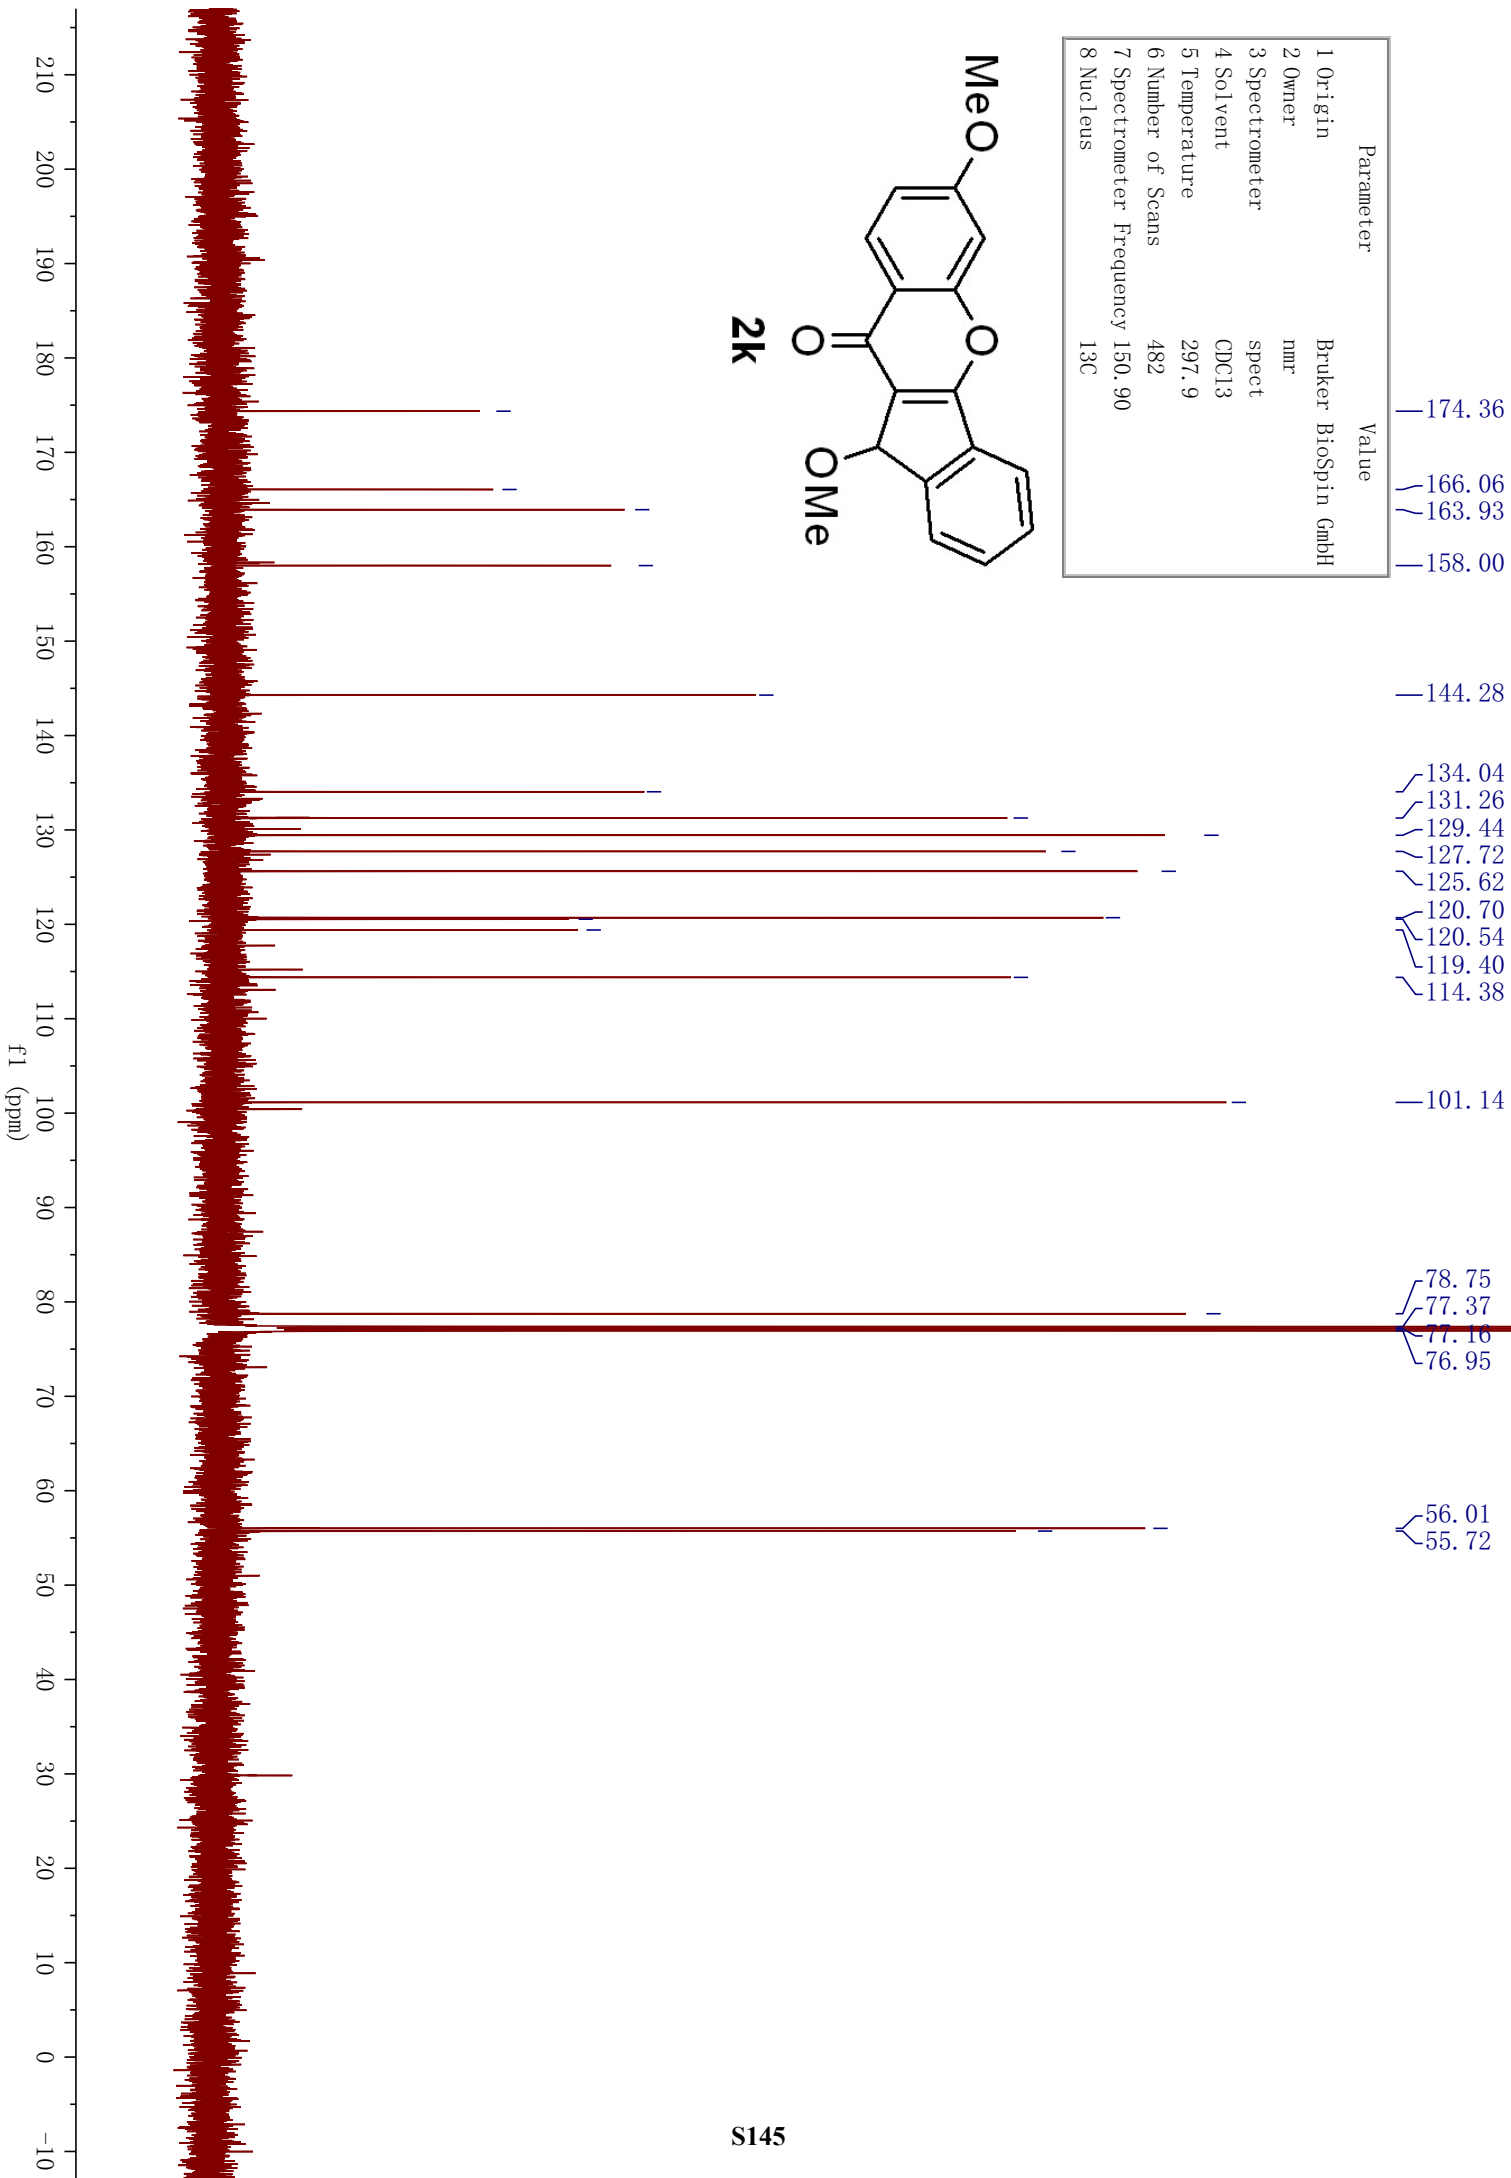 Parameter Value
1 Origin Bruker BioSpin GmbH
2 Owner nmr
3 Spectrometer spect
4 Solvent CDCl3
5 Temperature 297.9
6 Number of Scans 482
7 Spectrometer Frequency 150.90
8 Nucleus 13C
174.36
166.06
163.93
158.00
144.28
134.04
131.26
129.44
127.72
125.62
120.70
120.54
119.40
114.38
101.14
78.75
77.37
77.16
76.95
56.01
55.72
MeO
O
O
OMe
2k
210 200 190 180 170 160 150 140 130 120 110 100 90 80 70 60 50 40 30 20 10 0 -10
f1 (ppm)
S145